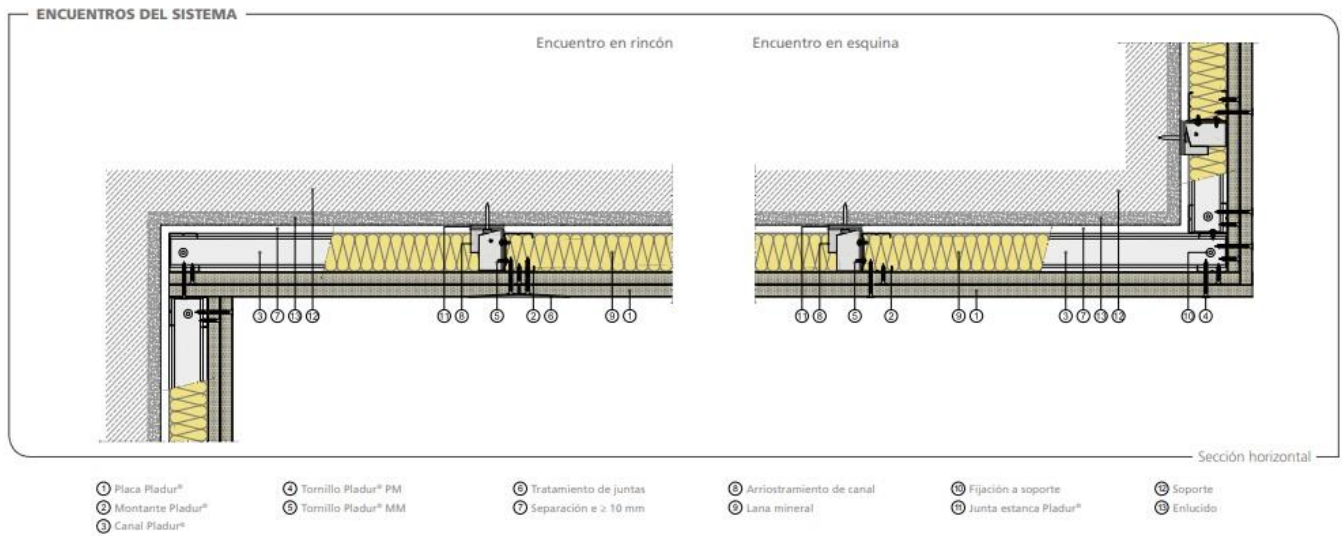 ENCUENTROS DEL SISTEMA
Encuentro en rincón
Encuentro en esquina
3 7 13 12 11 8 5 2 6 9 1
11 8 5 2 9 1 3 7 13 12 10 4
Sección horizontal
1 Placa Pladur®
2 Montante Pladur®
3 Canal Pladur®
4 Tornillo Pladur® PM
5 Tornillo Pladur® MM
6 Tratamiento de juntas
7 Separación e ≥ 10 mm
8 Arriostramiento de canal
9 Lana mineral
10 Fijación a soporte
11 Junta estanca Pladur®
12 Soporte
13 Enlucido